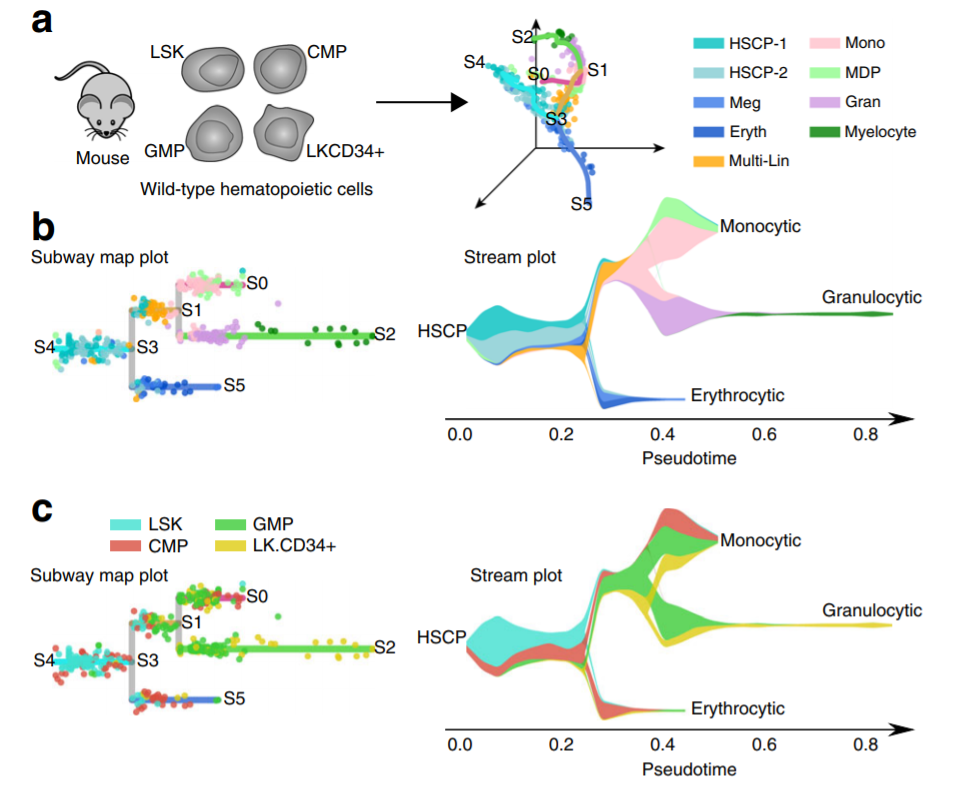 a
LSK
CMP
GMP
LKCD34+
Mouse
Wild-type hematopoietic cells
S2
S4
S0
S1
S3
S5
HSCP-1
HSCP-2
Meg
Eryth
Multi-Lin
Mono
MDP
Gran
Myelocyte
b
Subway map plot
S0
S1
S2
S4
S3
S5
Stream plot
HSCP
Monocytic
Granulocytic
Erythrocytic
0.0 0.2 0.4 0.6 0.8
Pseudotime
c
LSK
CMP
GMP
LK.CD34+
Subway map plot
S0
S1
S2
S4
S3
S5
Stream plot
HSCP
Monocytic
Granulocytic
Erythrocytic
0.0 0.2 0.4 0.6 0.8
Pseudotime